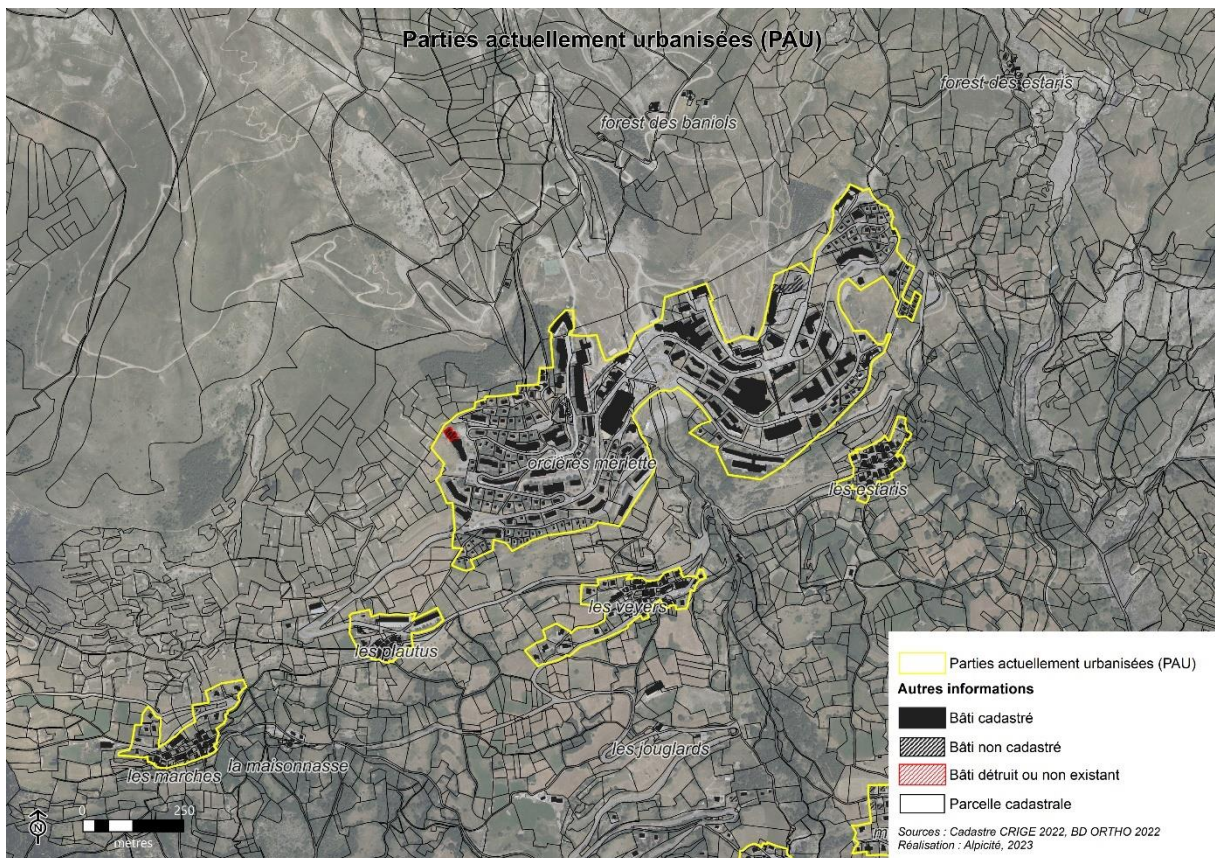 Parties actuellement urbanisées (PAU)
forest des estaris
forest des baniols
orcières merlette
les estaris
les veyers
les plautus
les jouglards
les marches
la maisonnasse
0 250
mètres
N
m
Parties actuellement urbanisées (PAU)
Autres informations
Bâti cadastré
Bâti non cadastré
Bâti détruit ou non existant
Parcelle cadastrale
Sources : Cadastre CRIGE 2022, BD ORTHO 2022
Réalisation : Alpicité, 2023